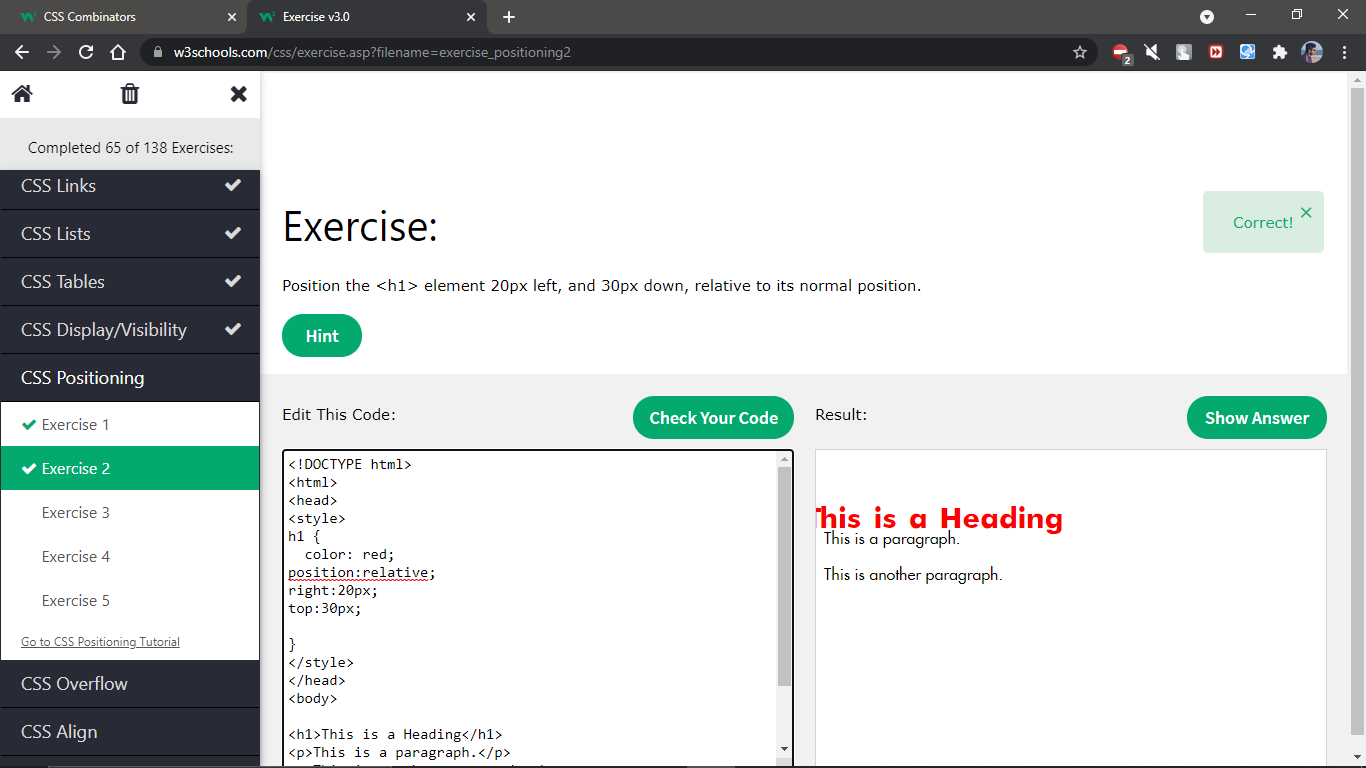 CSS Combinators
Exercise v3.0
w3schools.com/css/exercise.asp?filename=exercise_positioning2
2
Completed 65 of 138 Exercises:
CSS Links
CSS Lists
CSS Tables
CSS Display/Visibility
CSS Positioning
Exercise 1
Exercise 2
Exercise 3
Exercise 4
Exercise 5
Go to CSS Positioning Tutorial
CSS Overflow
CSS Align
Exercise:
Correct!
Position the <h1> element 20px left, and 30px down, relative to its normal position.
Hint
Edit This Code:
Check Your Code
<!DOCTYPE html>
<html>
<head>
<style>
h1 {
  color: red;
position:relative;
right:20px;
top:30px;
}
</style>
</head>
<body>
<h1>This is a Heading</h1>
<p>This is a paragraph.</p>
Result:
Show Answer
This is a Heading
This is a paragraph.
This is another paragraph.